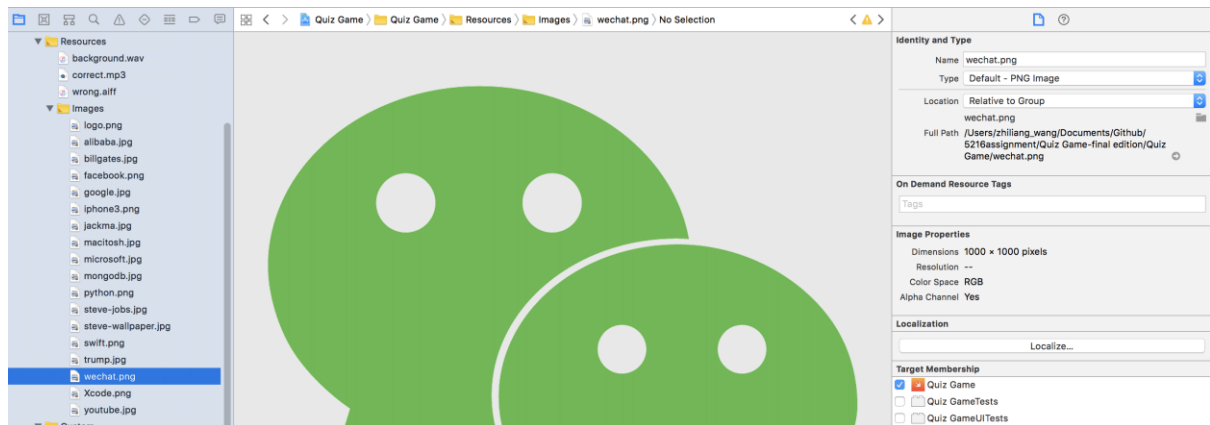 Quiz Game
Quiz Game
Resources
Images
wechat.png
No Selection
Resources
background.wav
correct.mp3
wrong.aiff
Images
logo.png
alibaba.jpg
billgates.jpg
facebook.png
google.jpg
iphone3.png
jackma.jpg
macitosh.jpg
microsoft.jpg
mongodb.jpg
python.png
steve-jobs.jpg
steve-wallpaper.jpg
swift.png
trump.jpg
wechat.png
Xcode.png
youtube.jpg
Identity and Type
Name wechat.png
Type Default - PNG Image
Location Relative to Group
wechat.png
Full Path /Users/zhiliang_wang/Documents/Github/
5216assignment/Quiz Game-final edition/Quiz
Game/wechat.png
On Demand Resource Tags
Tags
Image Properties
Dimensions 1000 × 1000 pixels
Resolution --
Color Space RGB
Alpha Channel Yes
Localization
Localize...
Target Membership
Quiz Game
Quiz GameTests
Quiz GameUITests